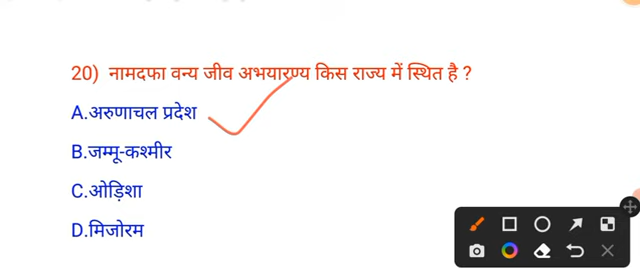 20) नामदफा वन्य जीव अभयारण्य किस राज्य में स्थित है ?
A.अरुणाचल प्रदेश
B.जम्मू-कश्मीर
C.ओड़िशा
D.मिजोरम